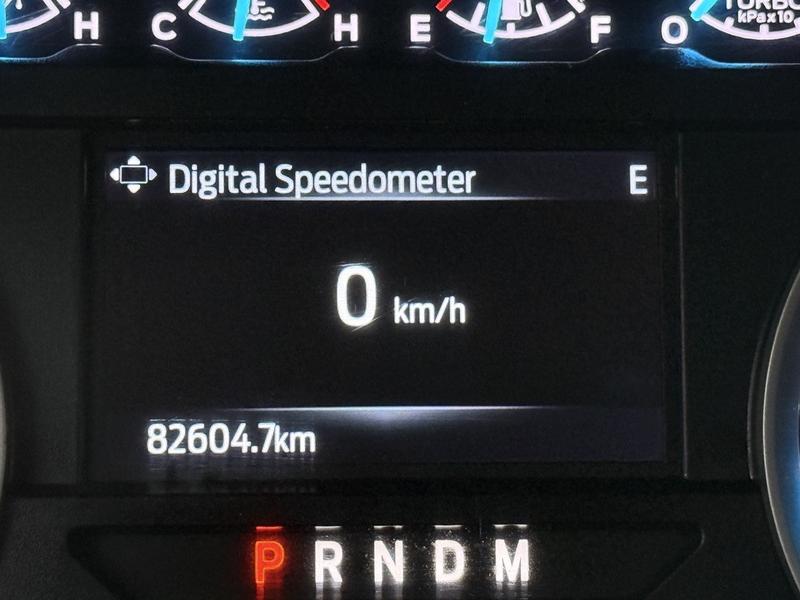 H C H E F O TURBO
kPax10
Digital Speedometer E
0 km/h
82604.7km
P R N D M